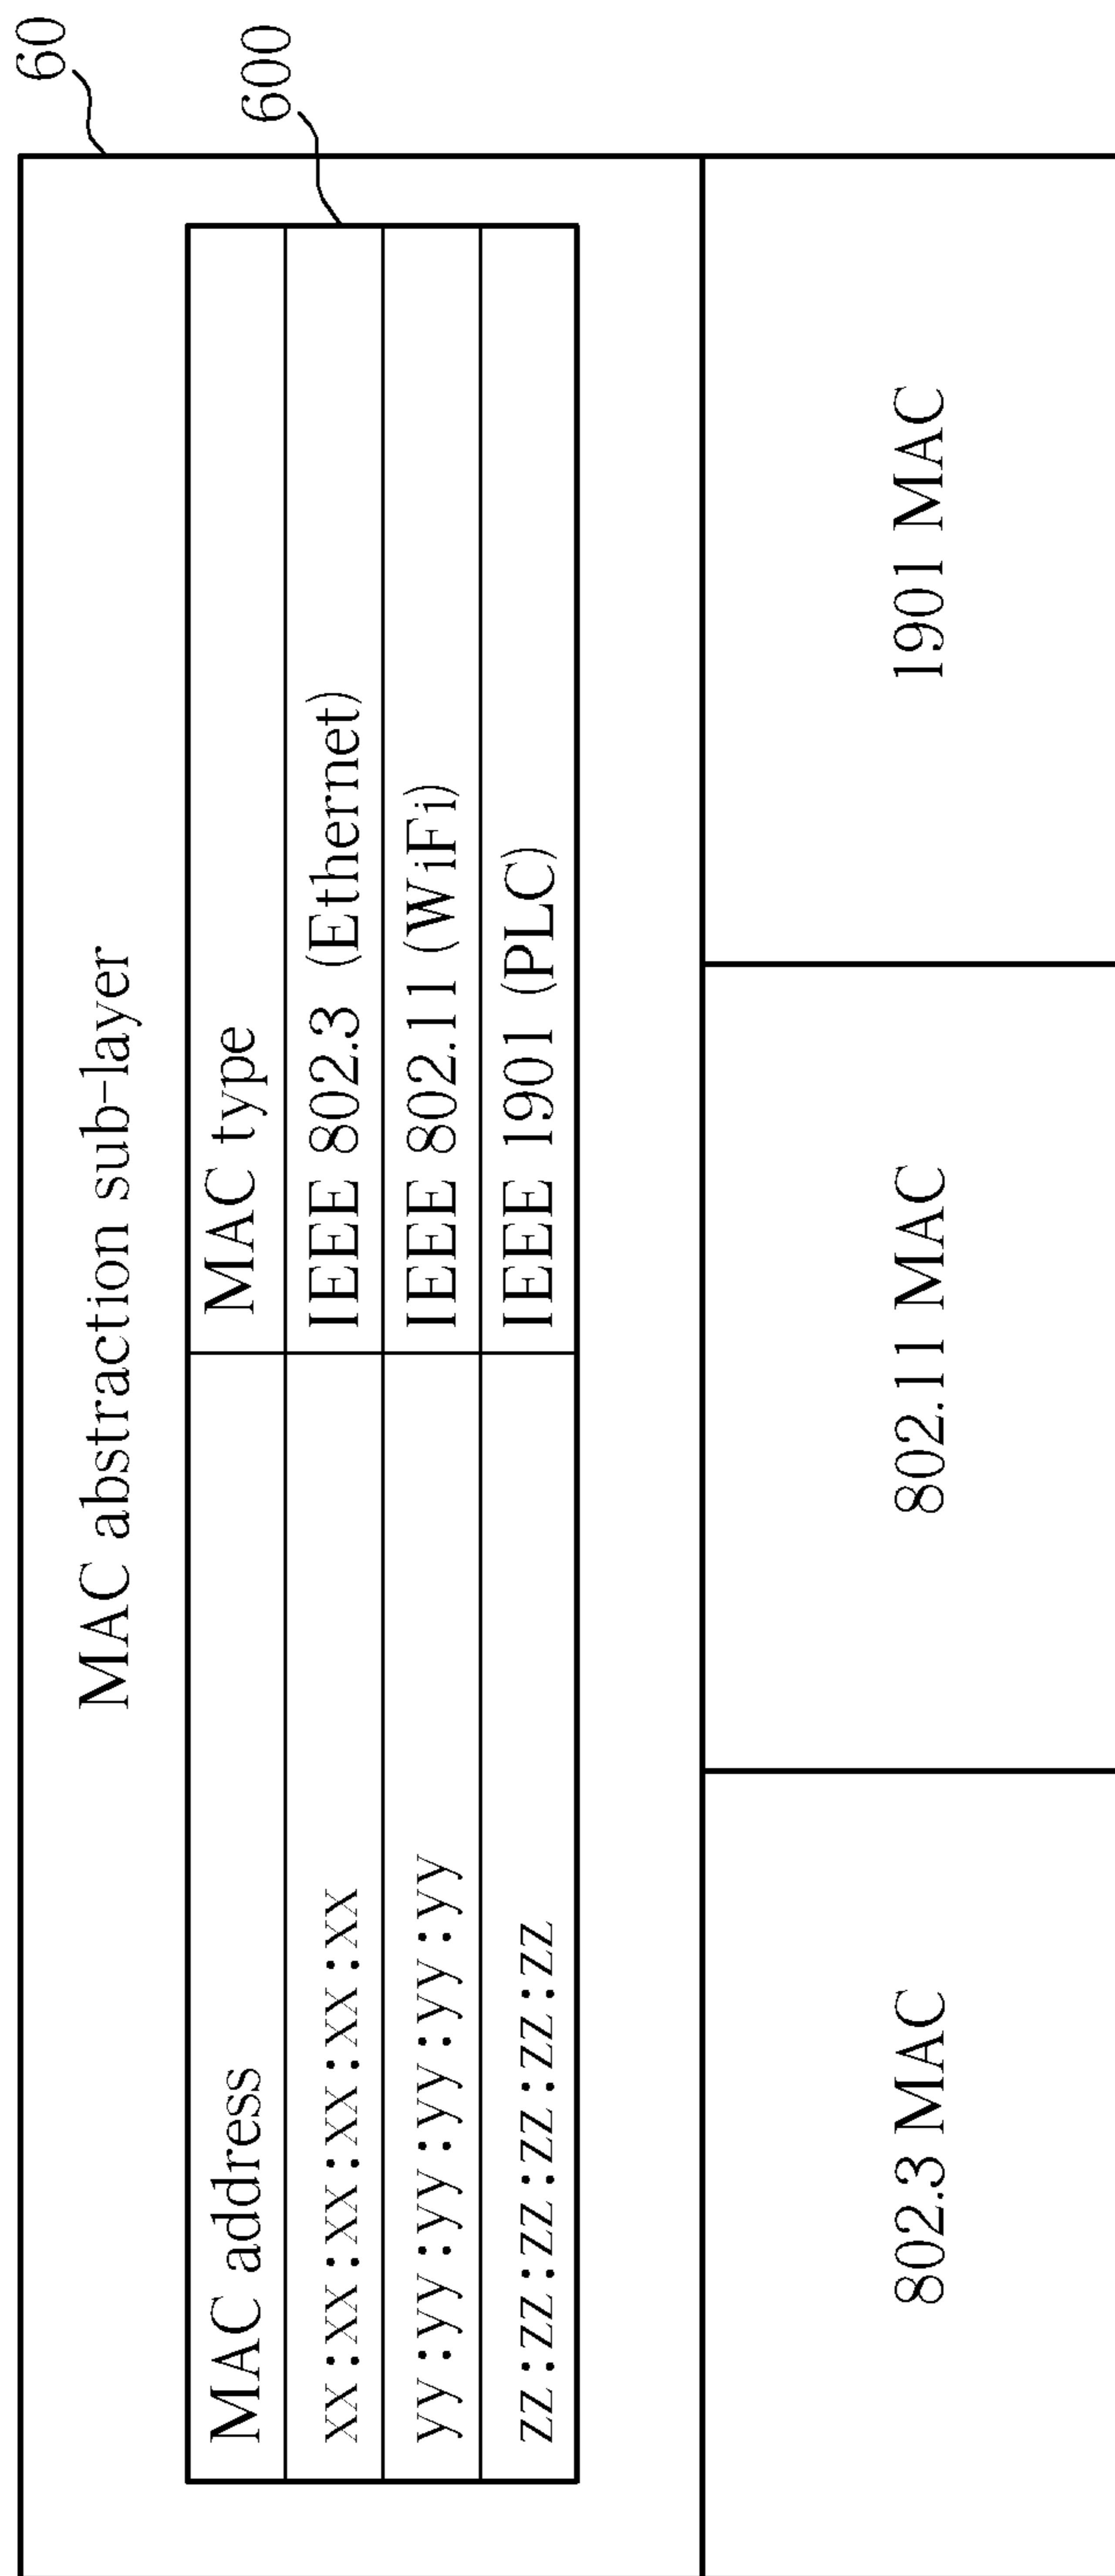 60
MAC abstraction sub-layer
600
MAC address MAC type
xx:xx:xx:xx:xx:xx IEEE 802.3 (Ethernet)
yy:yy:yy:yy:yy:yy IEEE 802.11 (WiFi)
zz:zz:zz:zz:zz:zz IEEE 1901 (PLC)
802.3 MAC 802.11 MAC 1901 MAC